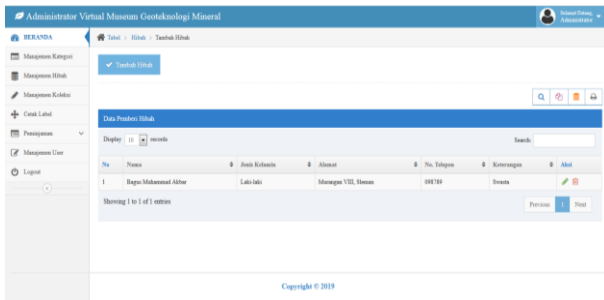 Administrator Virtual Museum Geoteknologi Mineral
Selamat Datang,
Administrator
BERANDA
Manajemen Kategori
Manajemen Hibah
Manajemen Koleksi
Cetak Label
Peminjaman
Manajemen User
Logout
Tabel > Hibah > Tambah Hibah
Tambah Hibah
Data Pemberi Hibah
Display 10 records
Search:
No Nama Jenis Kelamin Alamat No. Telepon Keterangan Aksi
1 Bagus Muhammad Akbar Laki-laki Murangan VIII, Sleman 098789 Swasta
Showing 1 to 1 of 1 entries
Previous 1 Next
Copyright © 2019